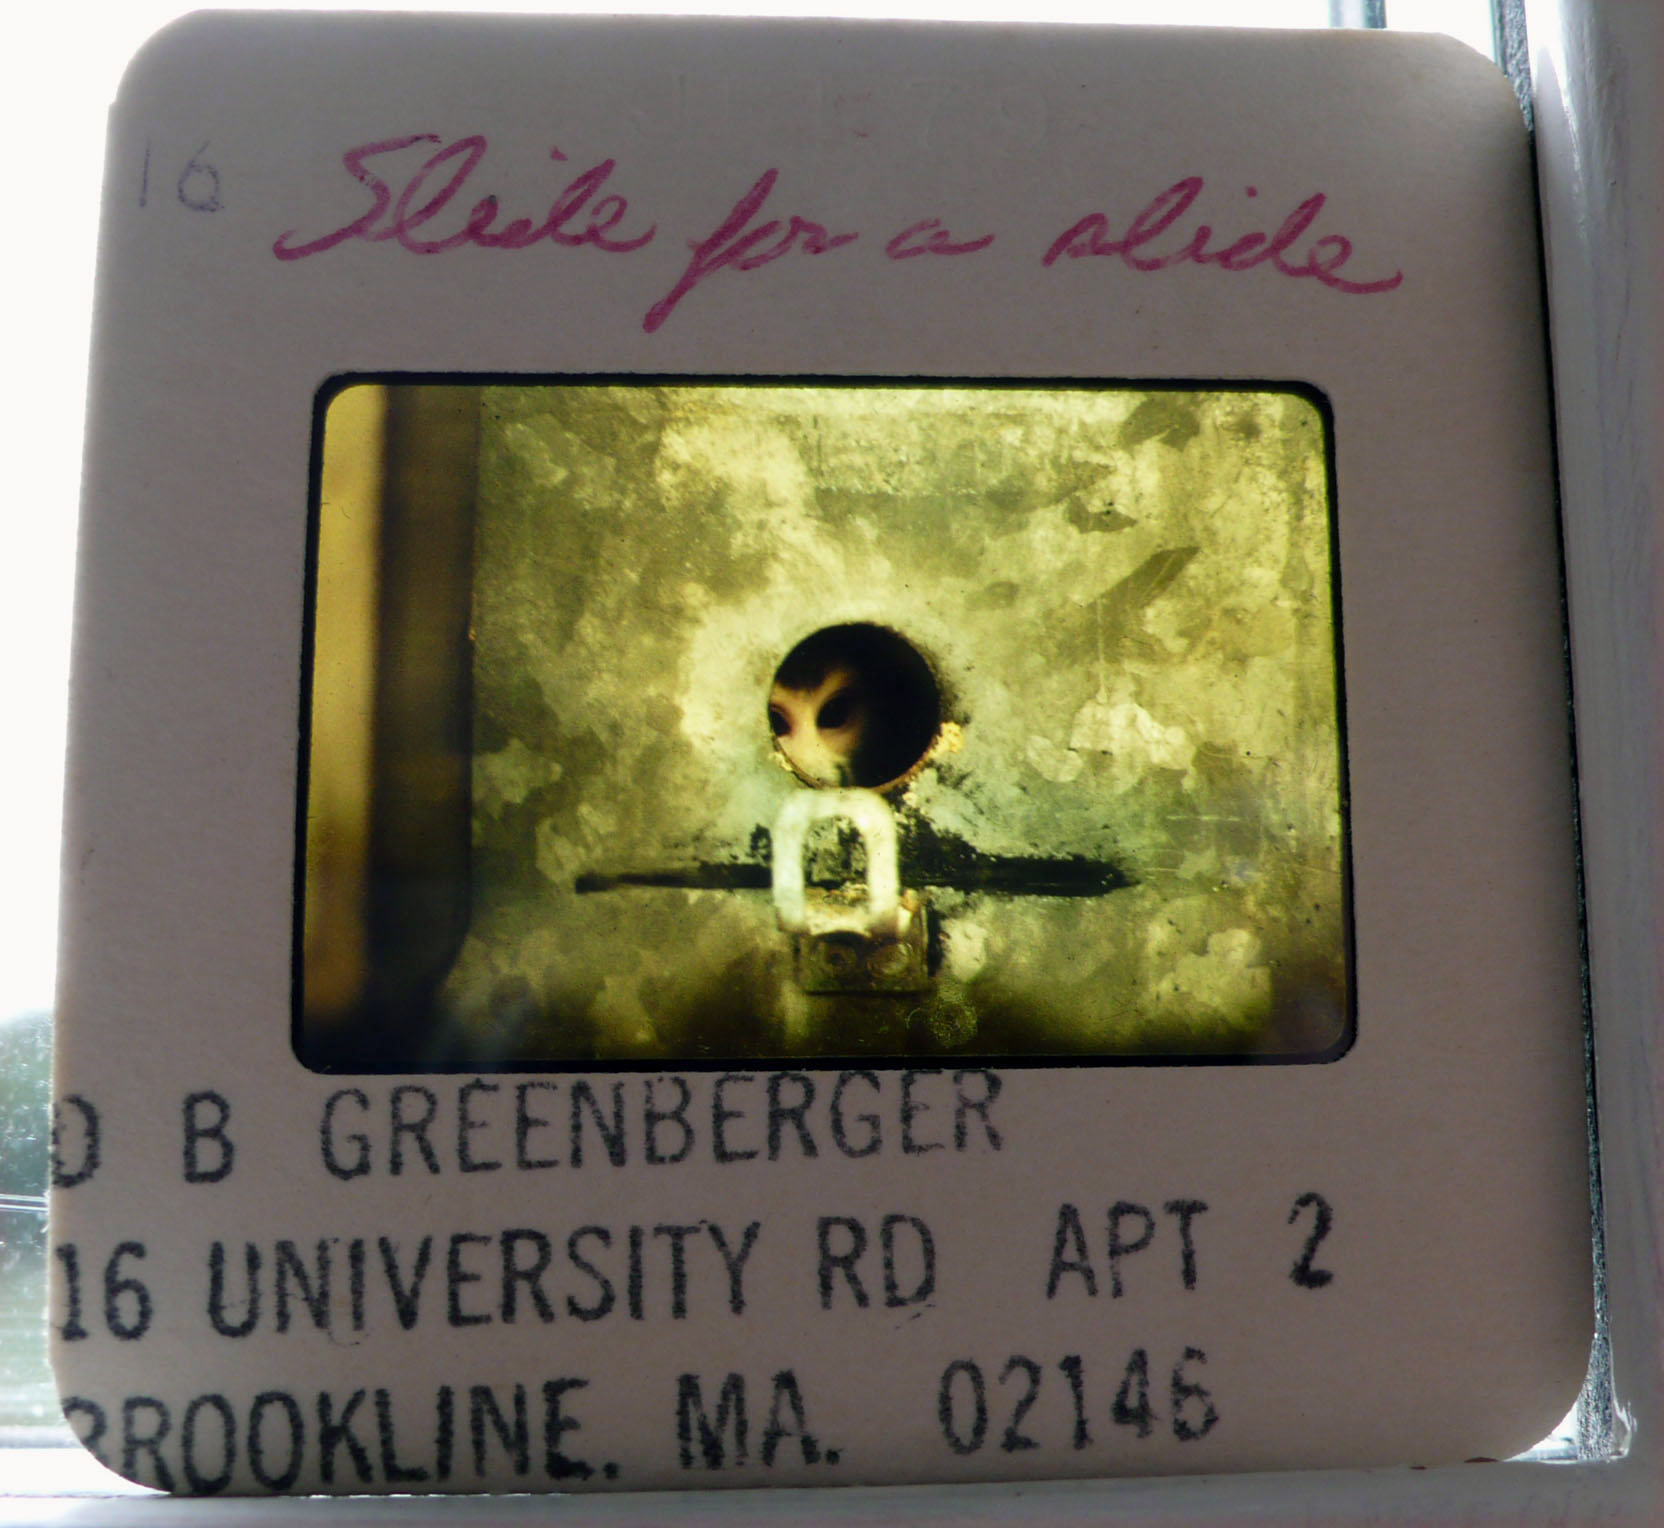 16
Slide for a slide
D B GREENBERGER
16 UNIVERSITY RD APT 2
BROOKLINE. MA. 02146